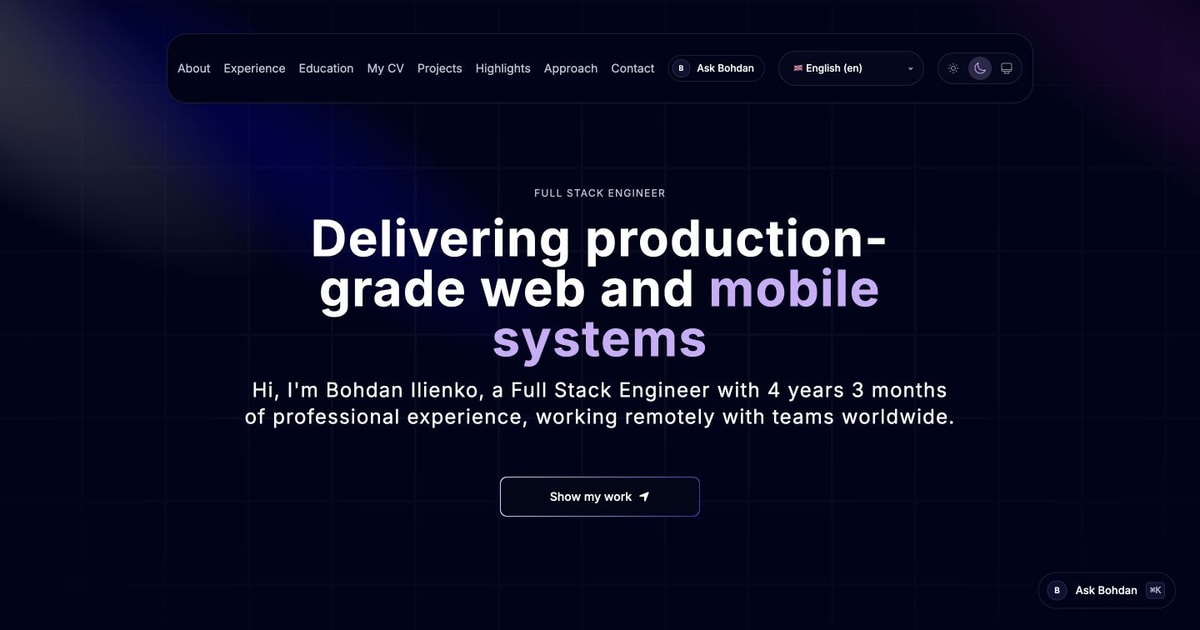 About Experience Education My CV Projects Highlights Approach Contact B Ask Bohdan English (en)
FULL STACK ENGINEER
Delivering production-
grade web and mobile
systems
Hi, I'm Bohdan Ilienko, a Full Stack Engineer with 4 years 3 months
of professional experience, working remotely with teams worldwide.
Show my work
B Ask Bohdan ⌘K